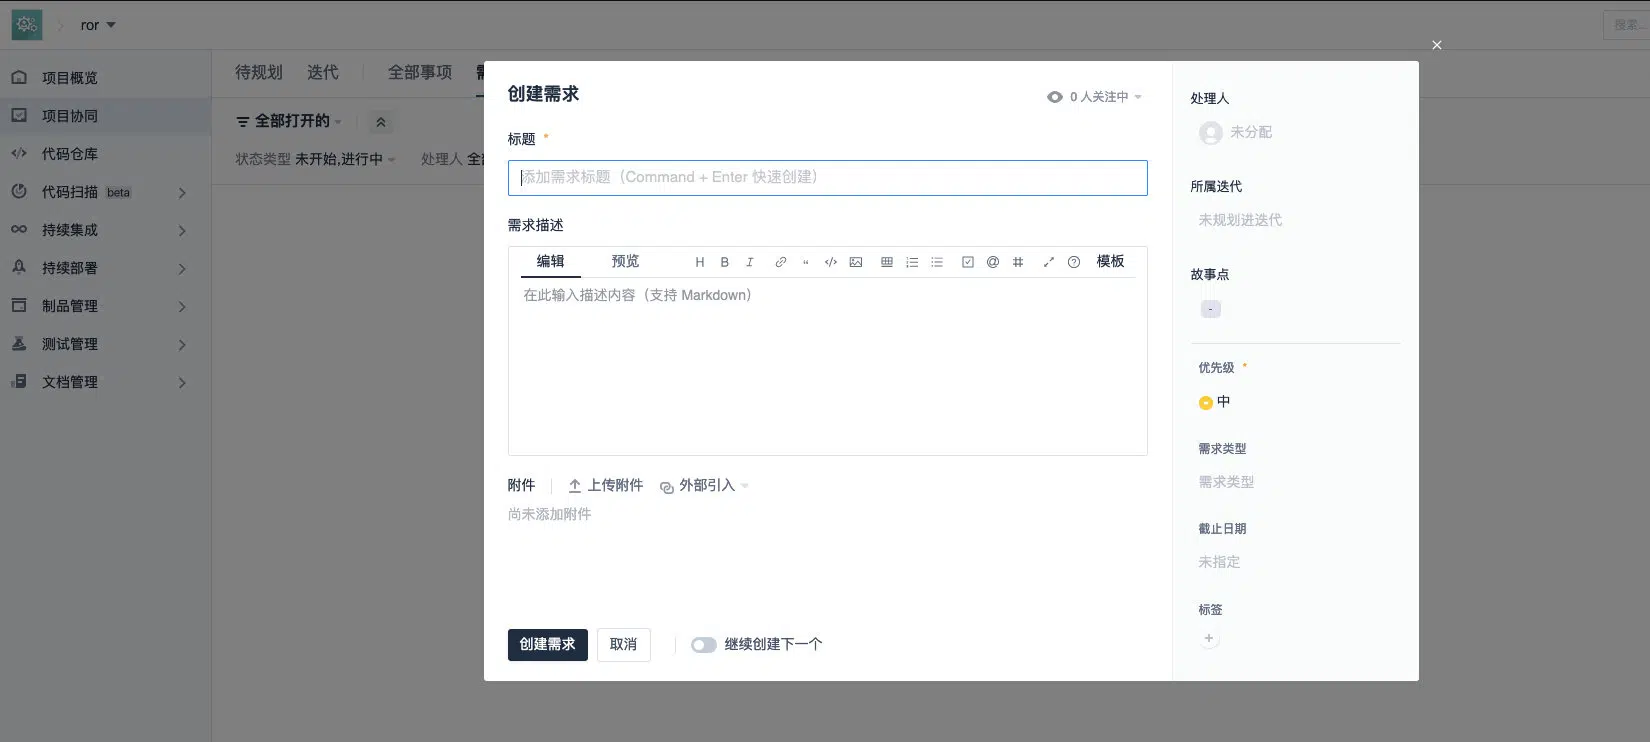 ror
搜索...
项目概览
项目协同
代码仓库
代码扫描 beta
持续集成
持续部署
制品管理
测试管理
文档管理
待规划 迭代 全部事项
全部打开的
状态类型 未开始,进行中 处理人
创建需求
0 人关注中
标题 *
添加需求标题（Command + Enter 快速创建）
需求描述
编辑 预览 H B I “ </> @ # 模板
在此输入描述内容（支持 Markdown）
附件 上传附件 外部引入
尚未添加附件
创建需求 取消 继续创建下一个
处理人
未分配
所属迭代
未规划进迭代
故事点
-
优先级 *
中
需求类型
需求类型
截止日期
未指定
标签
+